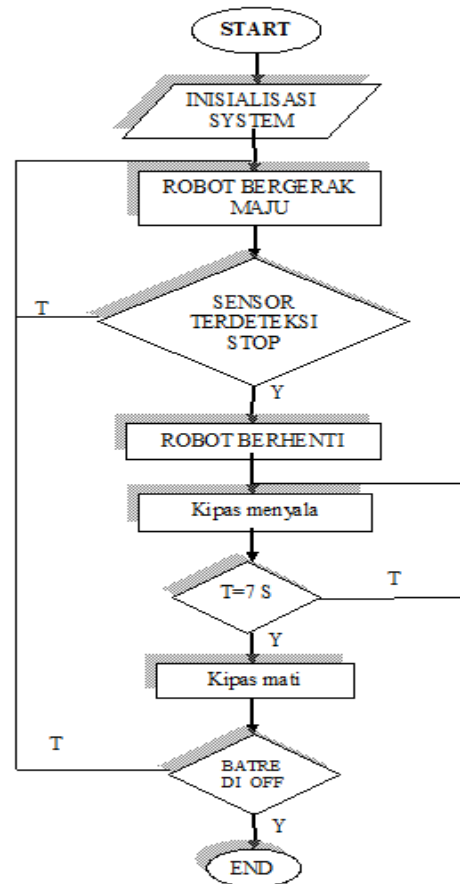 START
INISIALISASI
SYSTEM
ROBOT BERGERAK
MAJU
T
SENSOR
TERDETEKSI
STOP
Y
ROBOT BERHENTI
Kipas menyala
T=7 S
T
Y
Kipas mati
T
BATRE
DI OFF
Y
END